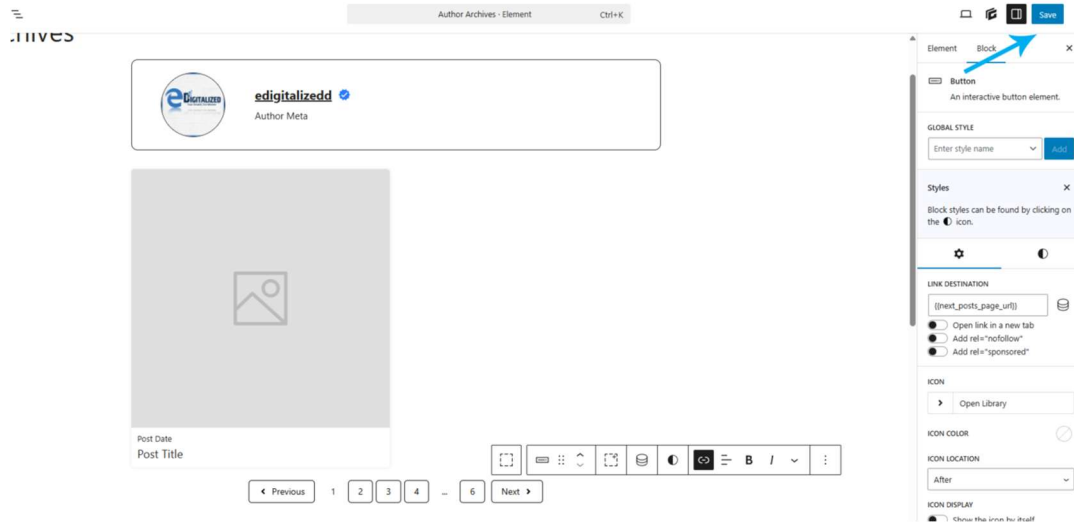 Author Archives · Element Ctrl+K
Save
chives
Element Block
Button
An interactive button element.
GLOBAL STYLE
Enter style name Add
Styles
Block styles can be found by clicking on
the icon.
DIGITALIZED
edigitalizedd
Author Meta
LINK DESTINATION
{{next_posts_page_url}}
Open link in a new tab
Add rel="nofollow"
Add rel="sponsored"
ICON
Open Library
ICON COLOR
ICON LOCATION
After
ICON DISPLAY
Show the icon by itself
Post Date
Post Title
B I
Previous 1 2 3 4 ... 6 Next